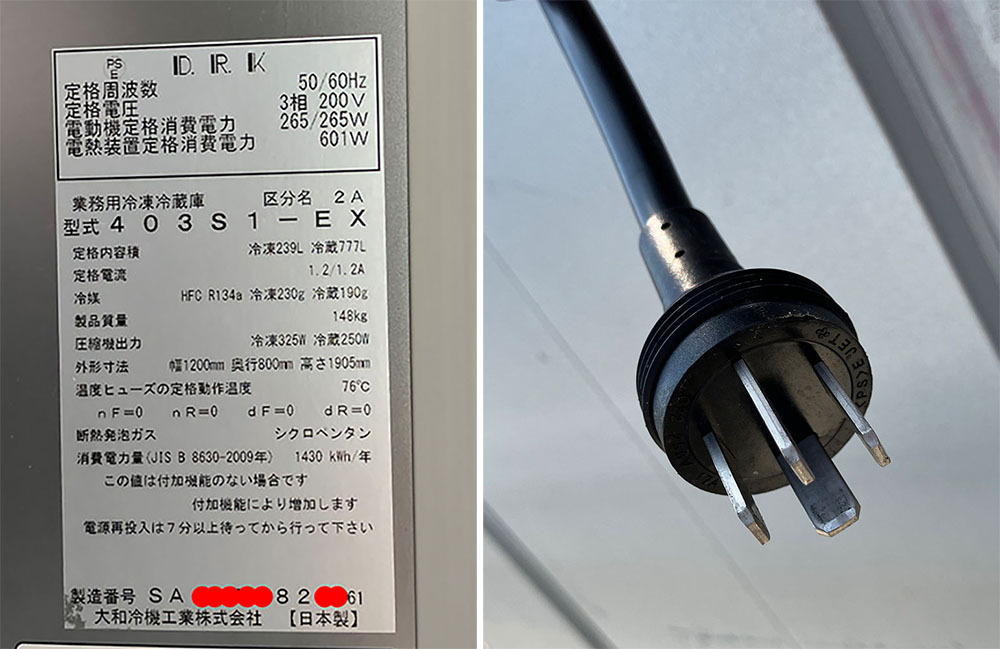 PS E D.R.K
定格周波数 50/60Hz
定格電圧 3相 200V
電動機定格消費電力 265/265W
電熱装置定格消費電力 601W
業務用冷凍冷蔵庫 区分名 2A
型式 403S1-EX
定格内容積 冷凍239L 冷蔵777L
定格電流 1.2/1.2A
冷媒 HFC R134a 冷凍230g 冷蔵190g
製品質量 148kg
圧縮機出力 冷凍325W 冷蔵250W
外形寸法 幅1200mm 奥行800mm 高さ1905mm
温度ヒューズの定格動作温度 76℃
nF=0 nR=0 dF=0 dR=0
断熱発泡ガス シクロペンタン
消費電力量(JIS B 8630-2009年) 1430 kWh/年
この値は付加機能のない場合です
付加機能により増加します
電源再投入は7分以上待ってから行って下さい
製造番号 SA 82 61
大和冷機工業株式会社 【日本製】
PS E JET